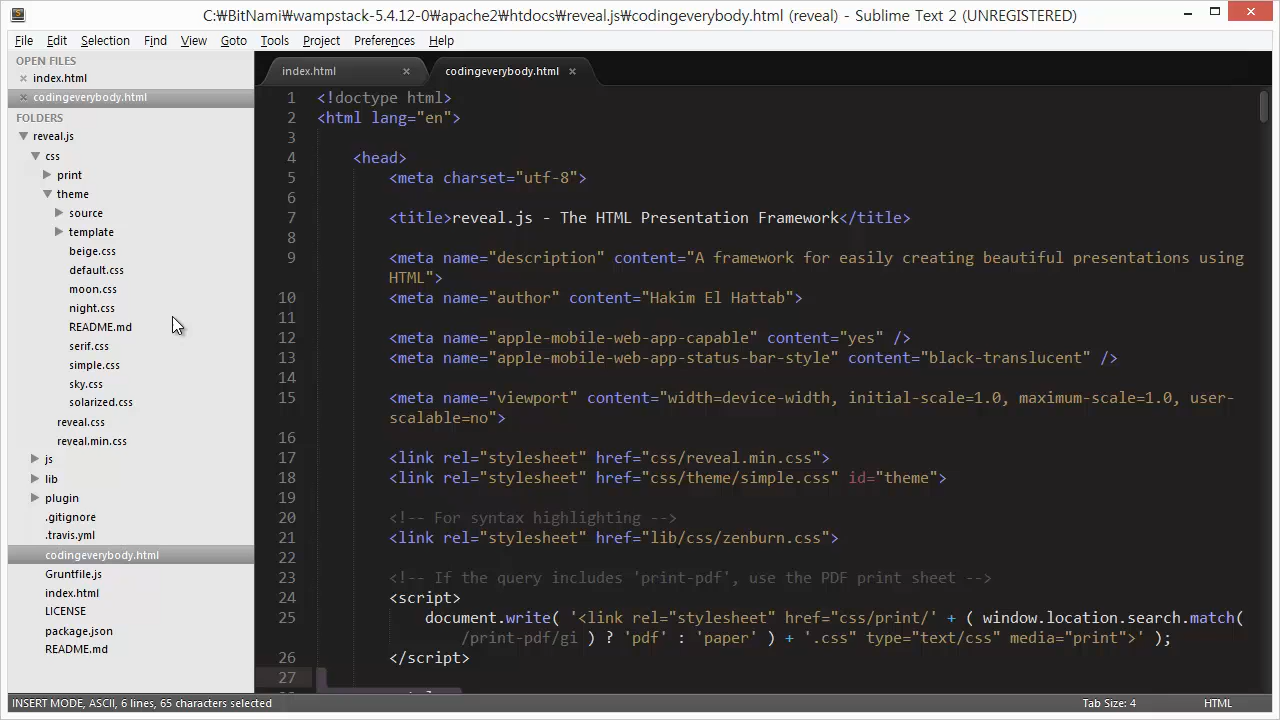 C:₩BitNami₩wampstack-5.4.12-0₩apache2₩htdocs₩reveal.js₩codingeverybody.html (reveal) - Sublime Text 2 (UNREGISTERED)
File Edit Selection Find View Goto Tools Project Preferences Help
OPEN FILES
index.html
codingeverybody.html
FOLDERS
reveal.js
css
print
theme
source
template
beige.css
default.css
moon.css
night.css
README.md
serif.css
simple.css
sky.css
solarized.css
reveal.css
reveal.min.css
js
lib
plugin
.gitignore
.travis.yml
codingeverybody.html
Gruntfile.js
index.html
LICENSE
package.json
README.md
index.html codingeverybody.html
1 <!doctype html>
2 <html lang="en">
3
4 <head>
5 <meta charset="utf-8">
6
7 <title>reveal.js - The HTML Presentation Framework</title>
8
9 <meta name="description" content="A framework for easily creating beautiful presentations using
HTML">
10 <meta name="author" content="Hakim El Hattab">
11
12 <meta name="apple-mobile-web-app-capable" content="yes" />
13 <meta name="apple-mobile-web-app-status-bar-style" content="black-translucent" />
14
15 <meta name="viewport" content="width=device-width, initial-scale=1.0, maximum-scale=1.0, user-
scalable=no">
16
17 <link rel="stylesheet" href="css/reveal.min.css">
18 <link rel="stylesheet" href="css/theme/simple.css" id="theme">
19
20 <!-- For syntax highlighting -->
21 <link rel="stylesheet" href="lib/css/zenburn.css">
22
23 <!-- If the query includes 'print-pdf', use the PDF print sheet -->
24 <script>
25 document.write( '<link rel="stylesheet" href="css/print/' + ( window.location.search.match(
/print-pdf/gi ) ? 'pdf' : 'paper' ) + '.css" type="text/css" media="print">' );
26 </script>
27
INSERT MODE, ASCII, 6 lines, 65 characters selected Tab Size: 4 HTML